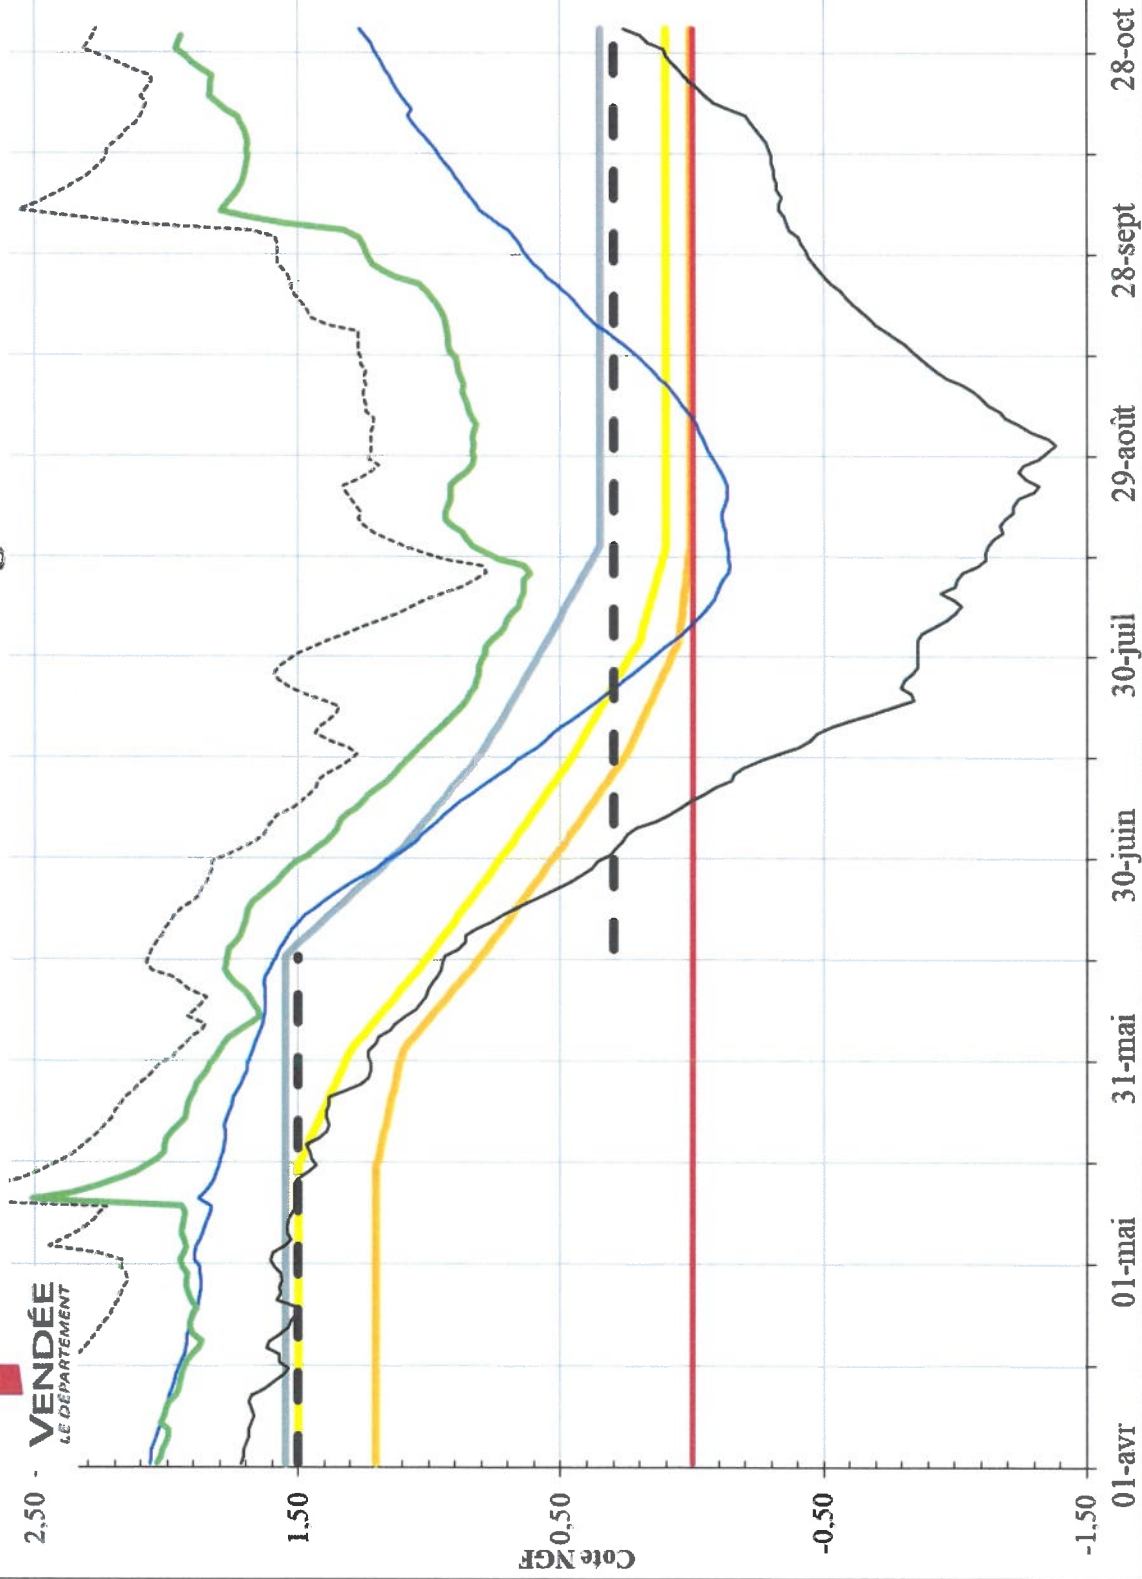 VENDÉE
LE DÉPARTEMENT
2,50
1,50
0,50
-0,50
-1,50
Cote NGF
01-avr
01-mai
31-mai
30-juin
30-juil
29-août
28-sept
28-oct